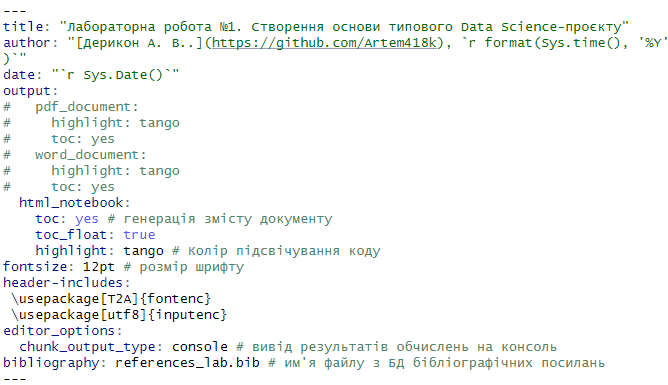 ---
title: "Лабораторна робота №1. Створення основи типового Data Science-проєкту"
author: "[Дерикон А. В..](https://github.com/Artem418k), `r format(Sys.time(), '%Y'
)`"
date: "`r Sys.Date()`"
output:
#   pdf_document:
#     highlight: tango
#     toc: yes
#   word_document:
#     highlight: tango
#     toc: yes
  html_notebook:
    toc: yes # генерація змісту документу
    toc_float: true
    highlight: tango # Колір підсвічування коду
fontsize: 12pt # розмір шрифту
header-includes:
 \usepackage[T2A]{fontenc}
 \usepackage[utf8]{inputenc}
editor_options:
  chunk_output_type: console # вивід результатів обчислень на консоль
bibliography: references_lab.bib # им'я файлу з БД бібліографічних посилань
---